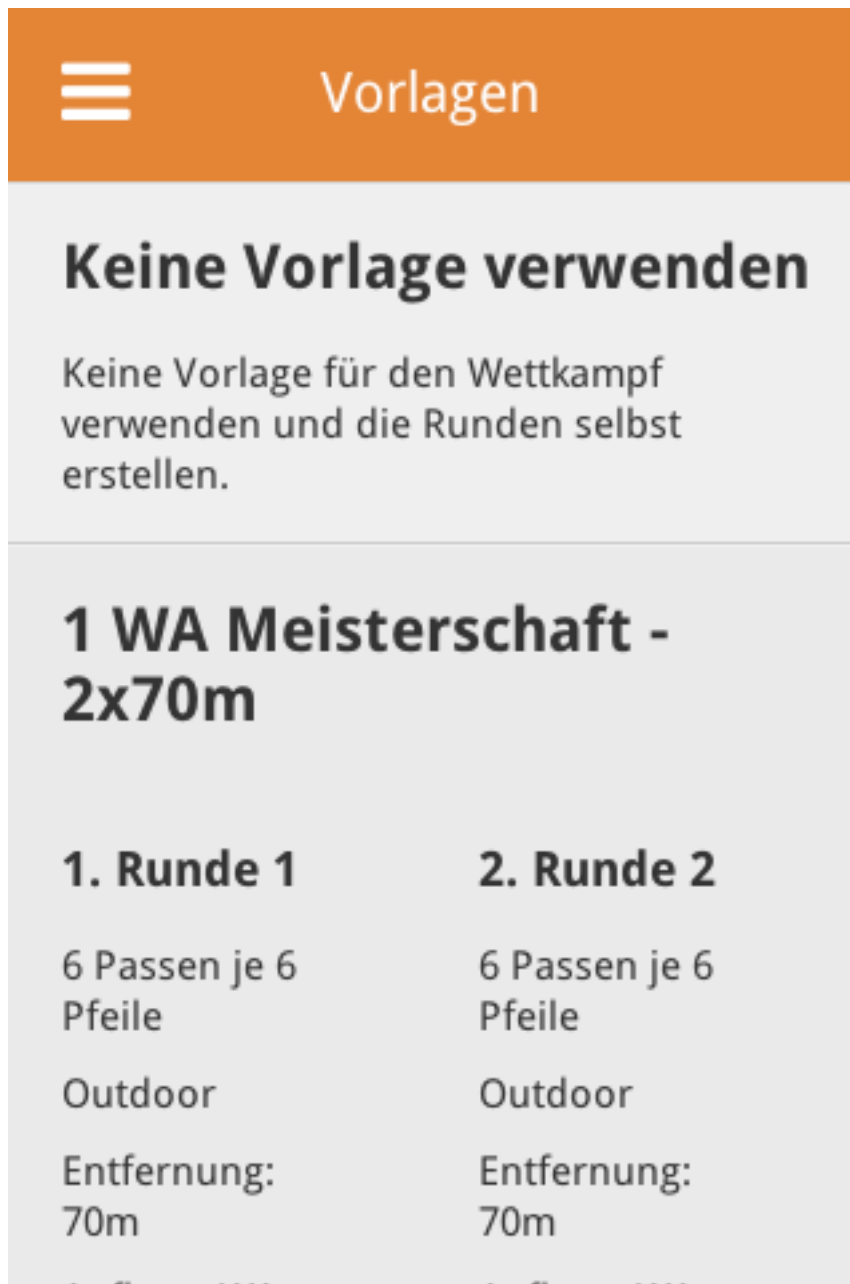 Vorlagen
Keine Vorlage verwenden
Keine Vorlage für den Wettkampf
verwenden und die Runden selbst
erstellen.
1 WA Meisterschaft -
2x70m
1. Runde 1
6 Passen je 6
Pfeile
Outdoor
Entfernung:
70m
2. Runde 2
6 Passen je 6
Pfeile
Outdoor
Entfernung:
70m